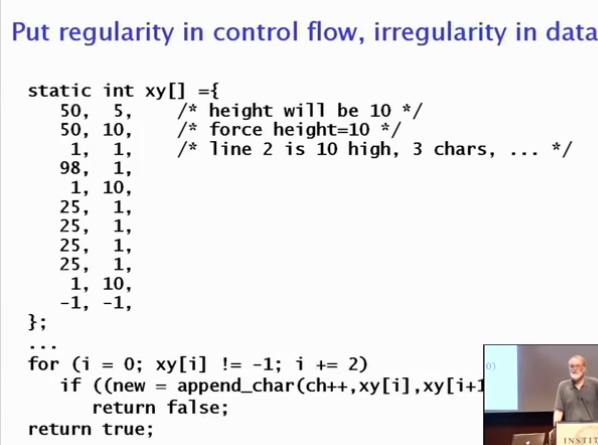 Put regularity in control flow, irregularity in data
static int xy[] ={
50, 5, /* height will be 10 */
50, 10, /* force height=10 */
1, 1, /* line 2 is 10 high, 3 chars, ... */
98, 1,
1, 10,
25, 1,
25, 1,
25, 1,
25, 1,
1, 10,
-1, -1,
};
...
for (i = 0; xy[i] != -1; i += 2)
if ((new = append_char(ch++,xy[i],xy[i+1
return false;
return true;
0)
INSTIT